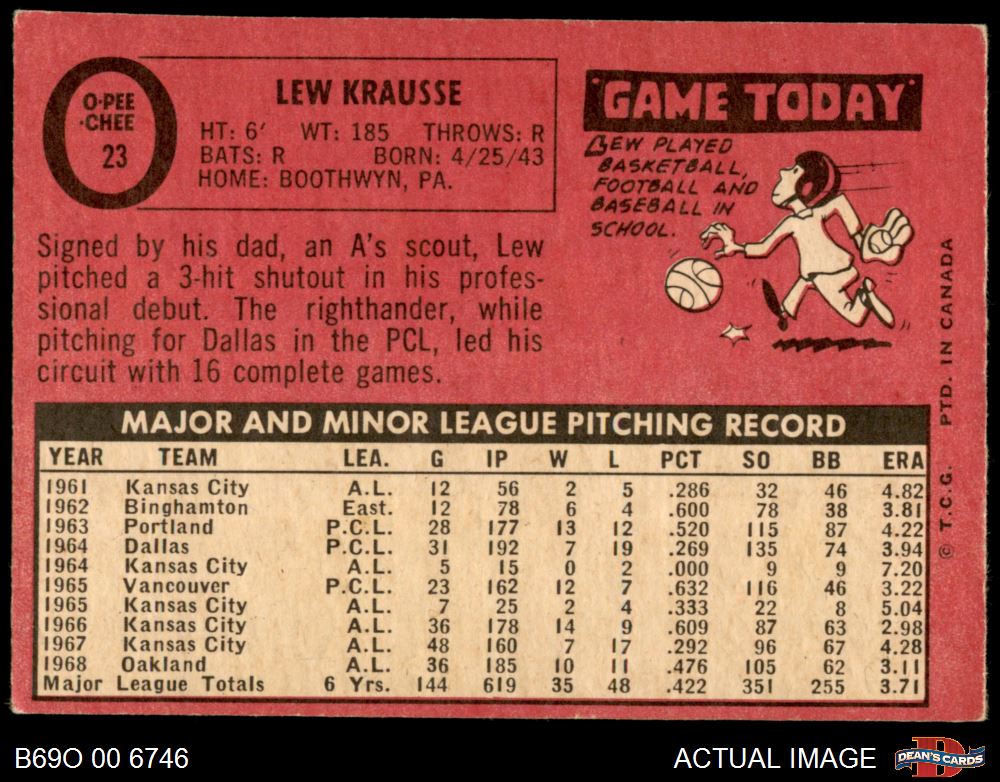 O-PEE
-CHEE
23
LEW KRAUSSE
HT: 6′ WT: 185 THROWS: R
BATS: R BORN: 4/25/43
HOME: BOOTHWYN, PA.
Signed by his dad, an A's scout, Lew
pitched a 3-hit shutout in his profes-
sional debut. The righthander, while
pitching for Dallas in the PCL, led his
circuit with 16 complete games.
"GAME TODAY"
LEW PLAYED
BASKETBALL,
FOOTBALL AND
BASEBALL IN
SCHOOL.
© T.C.G. PTD. IN CANADA
MAJOR AND MINOR LEAGUE PITCHING RECORD
YEAR TEAM LEA. G IP W L PCT SO BB ERA
1961 Kansas City A.L. 12 56 2 5 .286 32 46 4.82
1962 Binghamton East. 12 78 6 4 .600 78 38 3.81
1963 Portland P.C.L. 28 177 13 12 .520 115 87 4.22
1964 Dallas P.C.L. 31 192 7 19 .269 135 74 3.94
1964 Kansas City A.L. 5 15 0 2 .000 9 9 7.20
1965 Vancouver P.C.L. 23 162 12 7 .632 116 46 3.22
1965 Kansas City A.L. 7 25 2 4 .333 22 8 5.04
1966 Kansas City A.L. 36 178 14 9 .609 87 63 2.98
1967 Kansas City A.L. 48 160 7 17 .292 96 67 4.28
1968 Oakland A.L. 36 185 10 11 .476 105 62 3.11
Major League Totals 6 Yrs. 144 619 35 48 .422 351 255 3.71
B69O 00 6746
ACTUAL IMAGE
D
DEAN'S CARDS